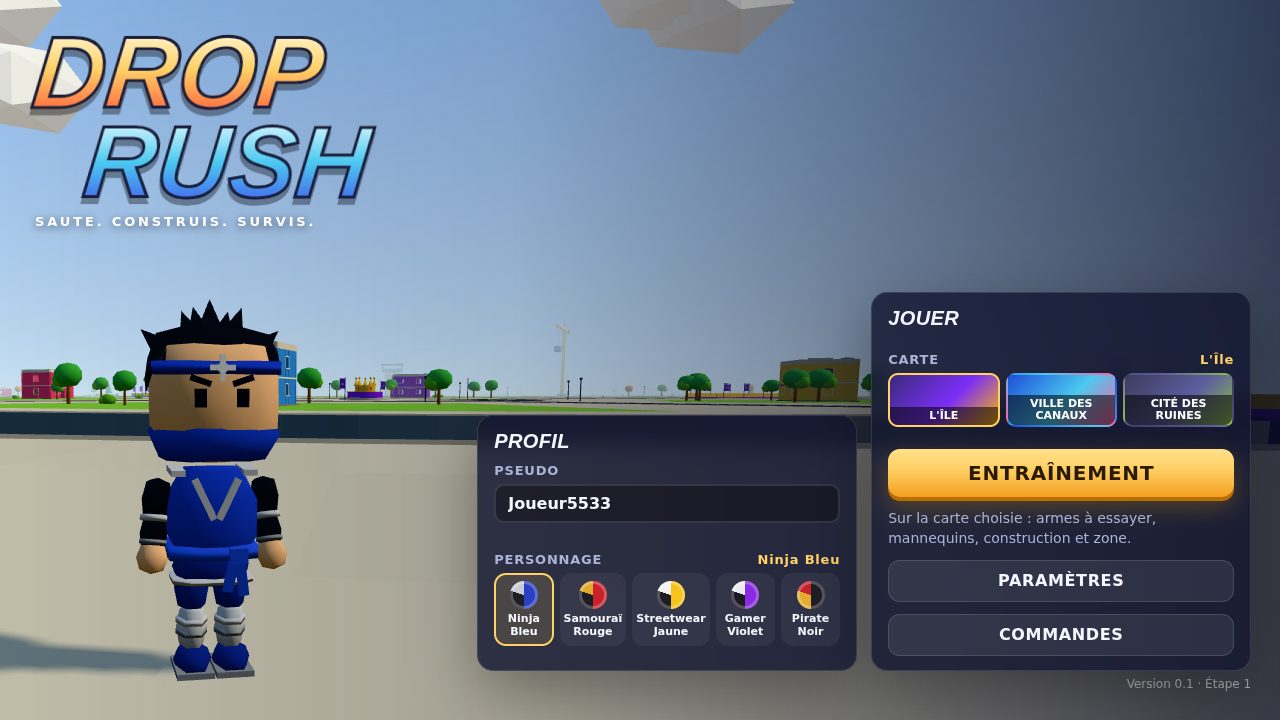 DROP
RUSH
SAUTE. CONSTRUIS. SURVIS.
PROFIL
PSEUDO
Joueur5533
PERSONNAGE
Ninja Bleu
Ninja
Bleu
Samouraï
Rouge
Streetwear
Jaune
Gamer
Violet
Pirate
Noir
JOUER
CARTE
L'Île
L'ÎLE
VILLE DES
CANAUX
CITÉ DES
RUINES
ENTRAÎNEMENT
Sur la carte choisie : armes à essayer,
mannequins, construction et zone.
PARAMÈTRES
COMMANDES
Version 0.1 · Étape 1